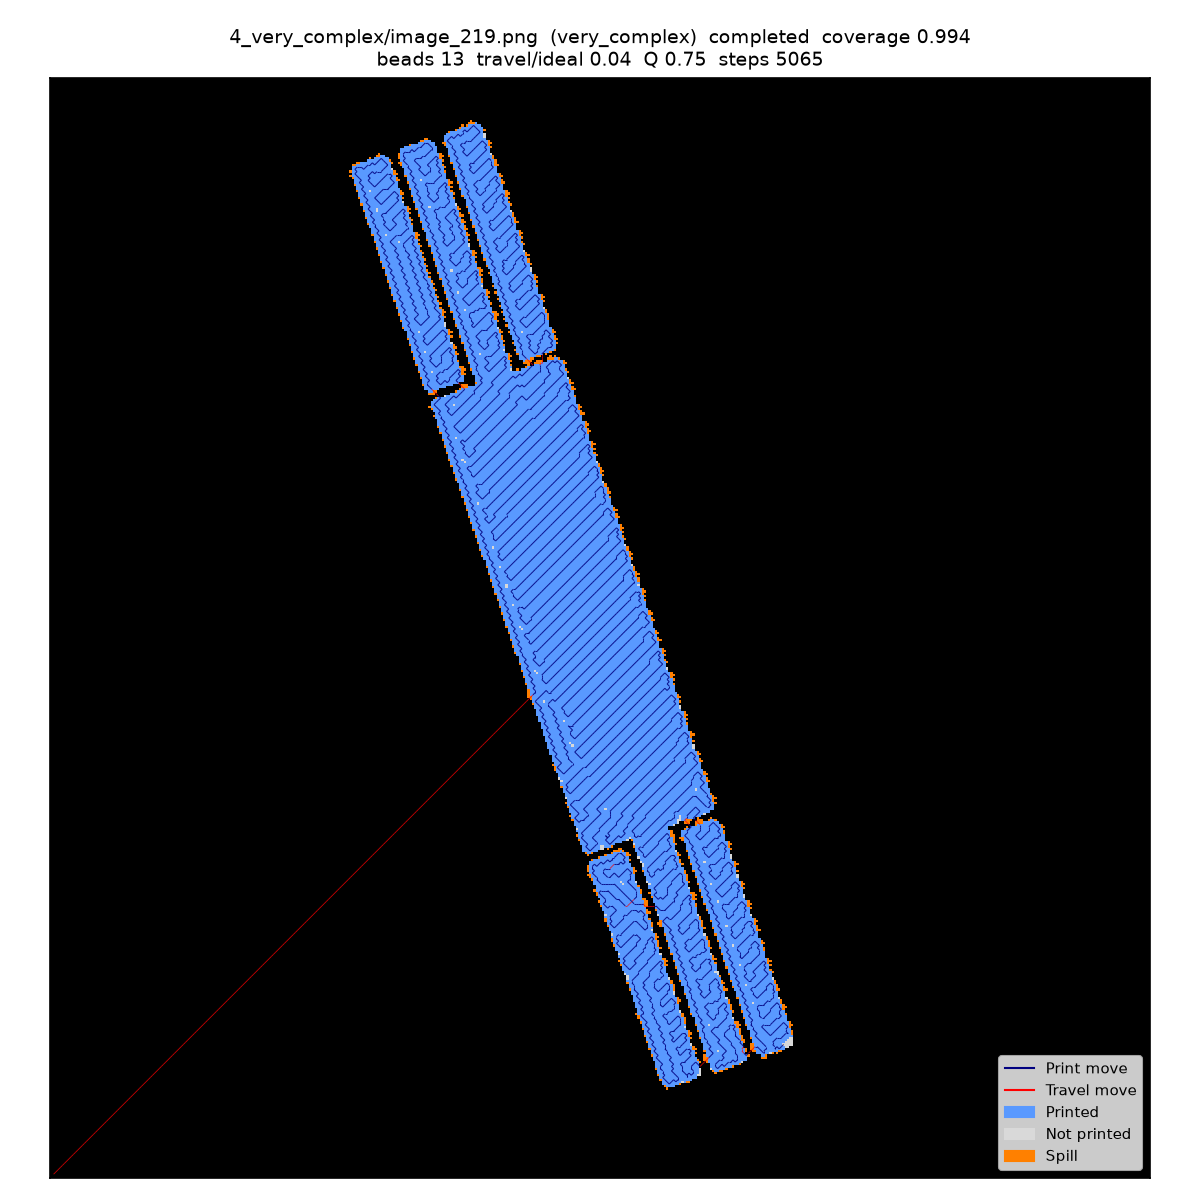 4_very_complex/image_219.png  (very_complex)  completed  coverage 0.994
beads 13  travel/ideal 0.04  Q 0.75  steps 5065
Print move
Travel move
Printed
Not printed
Spill